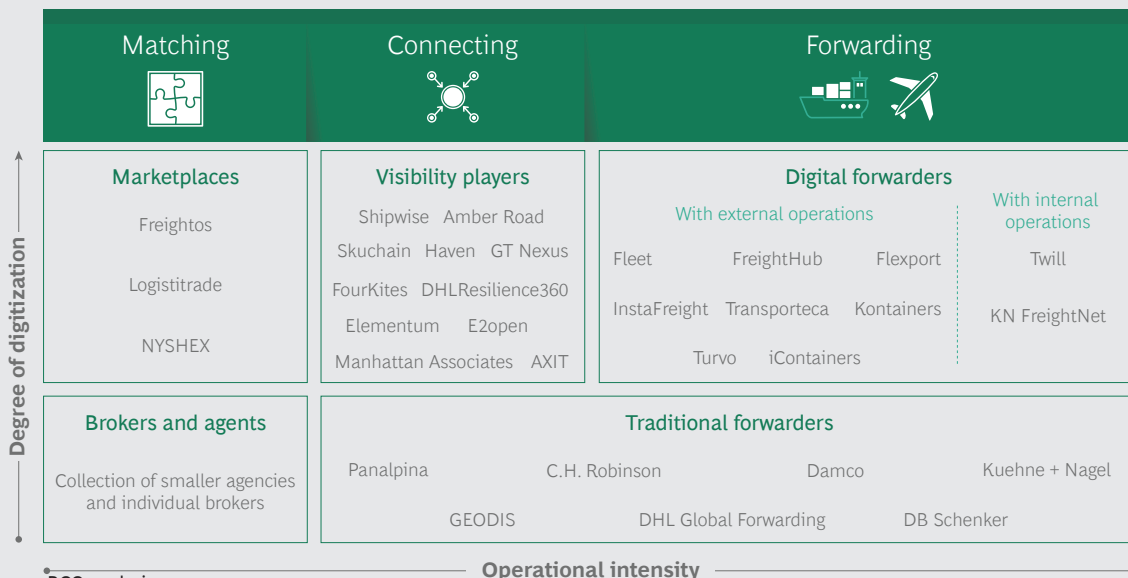 Matching
Connecting
Forwarding
Degree of digitization
Marketplaces
Freightos
Logistitrade
NYSHEX
Visibility players
Shipwise Amber Road
Skuchain Haven GT Nexus
FourKites DHLResilience360
Elementum E2open
Manhattan Associates AXIT
Digital forwarders
With external operations
Fleet FreightHub Flexport
InstaFreight Transporteca Kontainers
Turvo iContainers
With internal
operations
Twill
KN FreightNet
Brokers and agents
Collection of smaller agencies
and individual brokers
Traditional forwarders
Panalpina C.H. Robinson Damco Kuehne + Nagel
GEODIS DHL Global Forwarding DB Schenker
Operational intensity